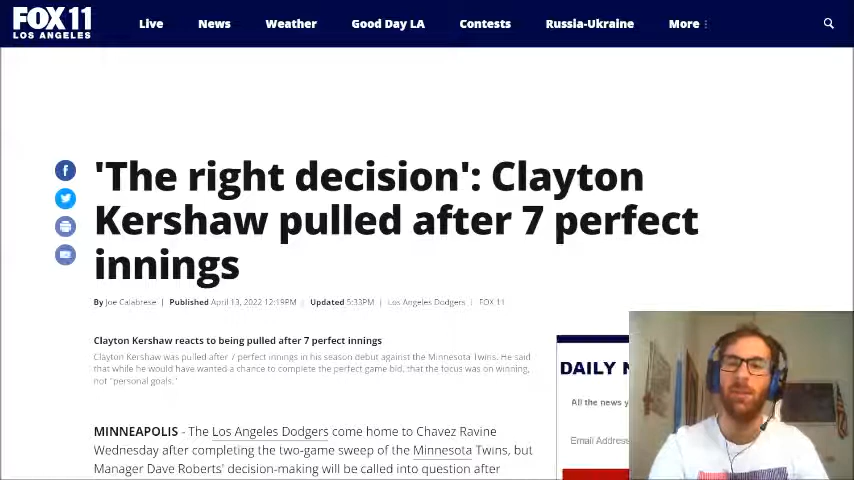 FOX 11
LOS ANGELES
Live News Weather Good Day LA Contests Russia-Ukraine More
'The right decision': Clayton
Kershaw pulled after 7 perfect
innings
By Joe Calabrese | Published April 13, 2022 12:19PM | Updated 5:33PM | Los Angeles Dodgers | FOX 11
Clayton Kershaw reacts to being pulled after 7 perfect innings
Clayton Kershaw was pulled after 7 perfect innings in his season debut against the Minnesota Twins. He said
that while he would have wanted a chance to complete the perfect game bid, that the focus was on winning,
not "personal goals."
MINNEAPOLIS - The Los Angeles Dodgers come home to Chavez Ravine
Wednesday after completing the two-game sweep of the Minnesota Twins, but
Manager Dave Roberts' decision-making will be called into question after
DAILY
All the news
Email Address